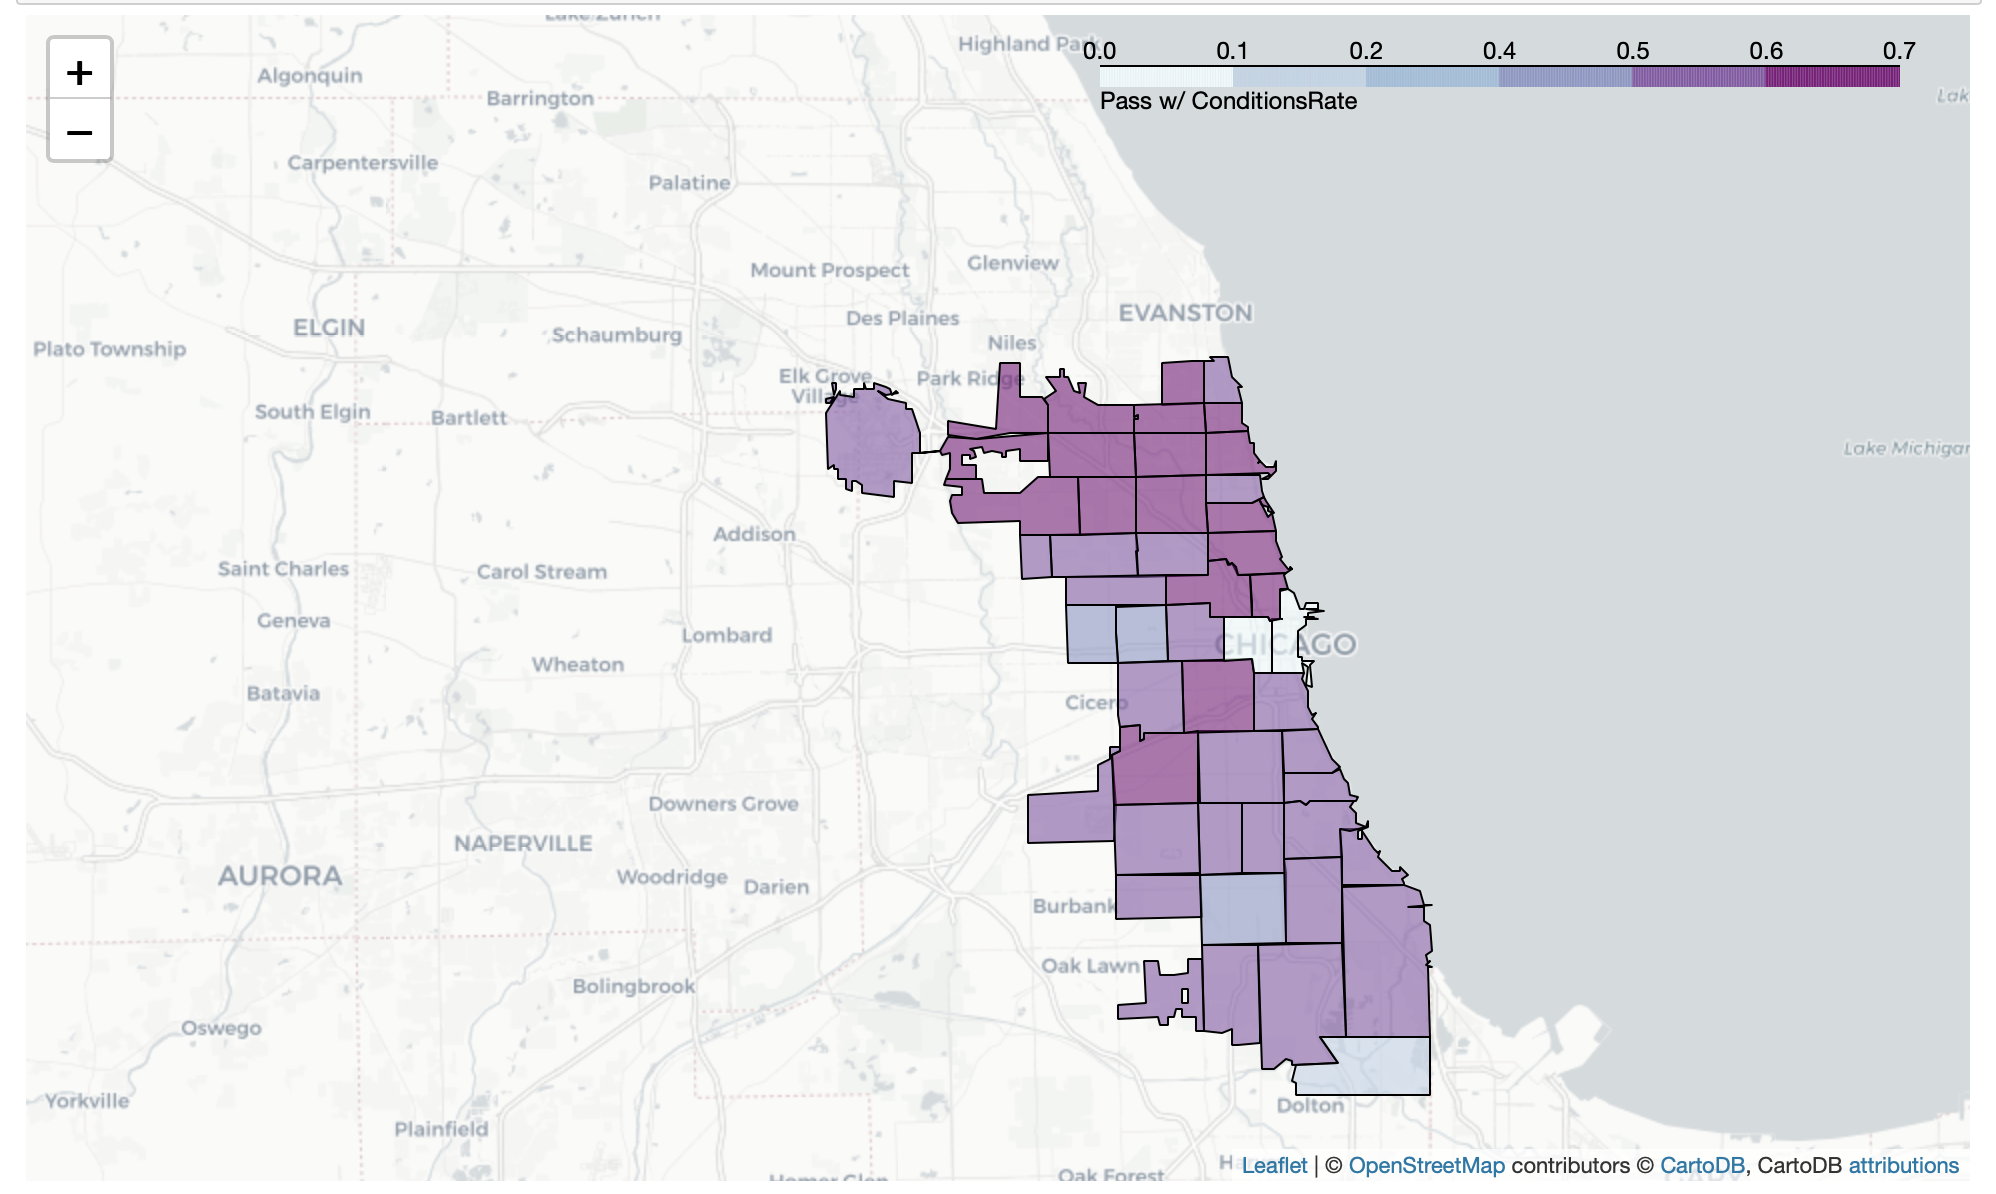 +
−
0.0 0.1 0.2 0.4 0.5 0.6 0.7
Pass w/ ConditionsRate
Highland Park
Algonquin
Barrington
Carpentersville
Palatine
Mount Prospect
Glenview
EVANSTON
Des Plaines
ELGIN
Schaumburg
Niles
Plato Township
Elk Grove
Village
Park Ridge
South Elgin
Bartlett
Lake Michigan
Addison
Saint Charles
Carol Stream
Geneva
Lombard
CHICAGO
Wheaton
Batavia
Cicero
Downers Grove
NAPERVILLE
AURORA
Woodridge
Darien
Burbank
Oak Lawn
Bolingbrook
Oswego
Yorkville
Dolton
Plainfield
Leaflet | © OpenStreetMap contributors © CartoDB, CartoDB attributions
Oak Forest